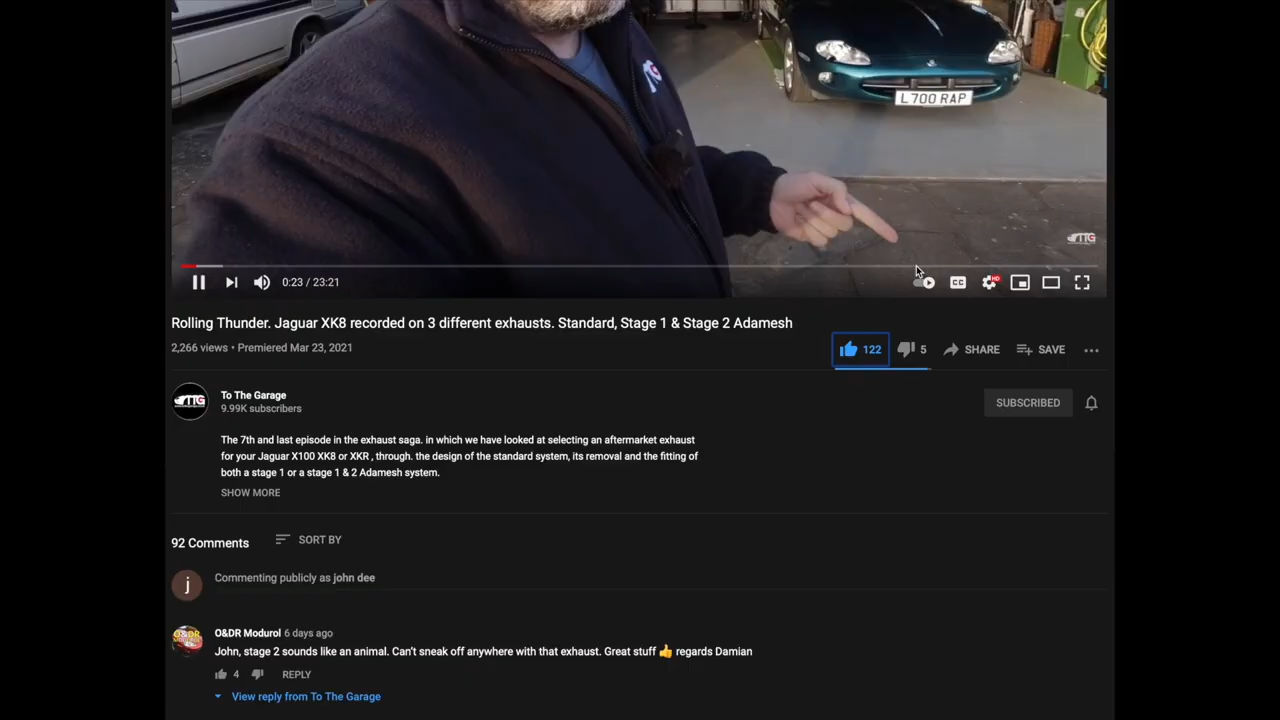 L700 RAP
TTG
0:23 / 23:21
CC
HD
Rolling Thunder. Jaguar XK8 recorded on 3 different exhausts. Standard, Stage 1 & Stage 2 Adamesh
2,266 views • Premiered Mar 23, 2021
122
5
SHARE
SAVE
TTG
To The Garage
9.99K subscribers
SUBSCRIBED
The 7th and last episode in the exhaust saga. in which we have looked at selecting an aftermarket exhaust
for your Jaguar X100 XK8 or XKR , through. the design of the standard system, its removal and the fitting of
both a stage 1 or a stage 1 & 2 Adamesh system.
SHOW MORE
92 Comments
SORT BY
j
Commenting publicly as john dee
O&DR Modurol 6 days ago
John, stage 2 sounds like an animal. Can't sneak off anywhere with that exhaust. Great stuff 👍 regards Damian
4
REPLY
View reply from To The Garage